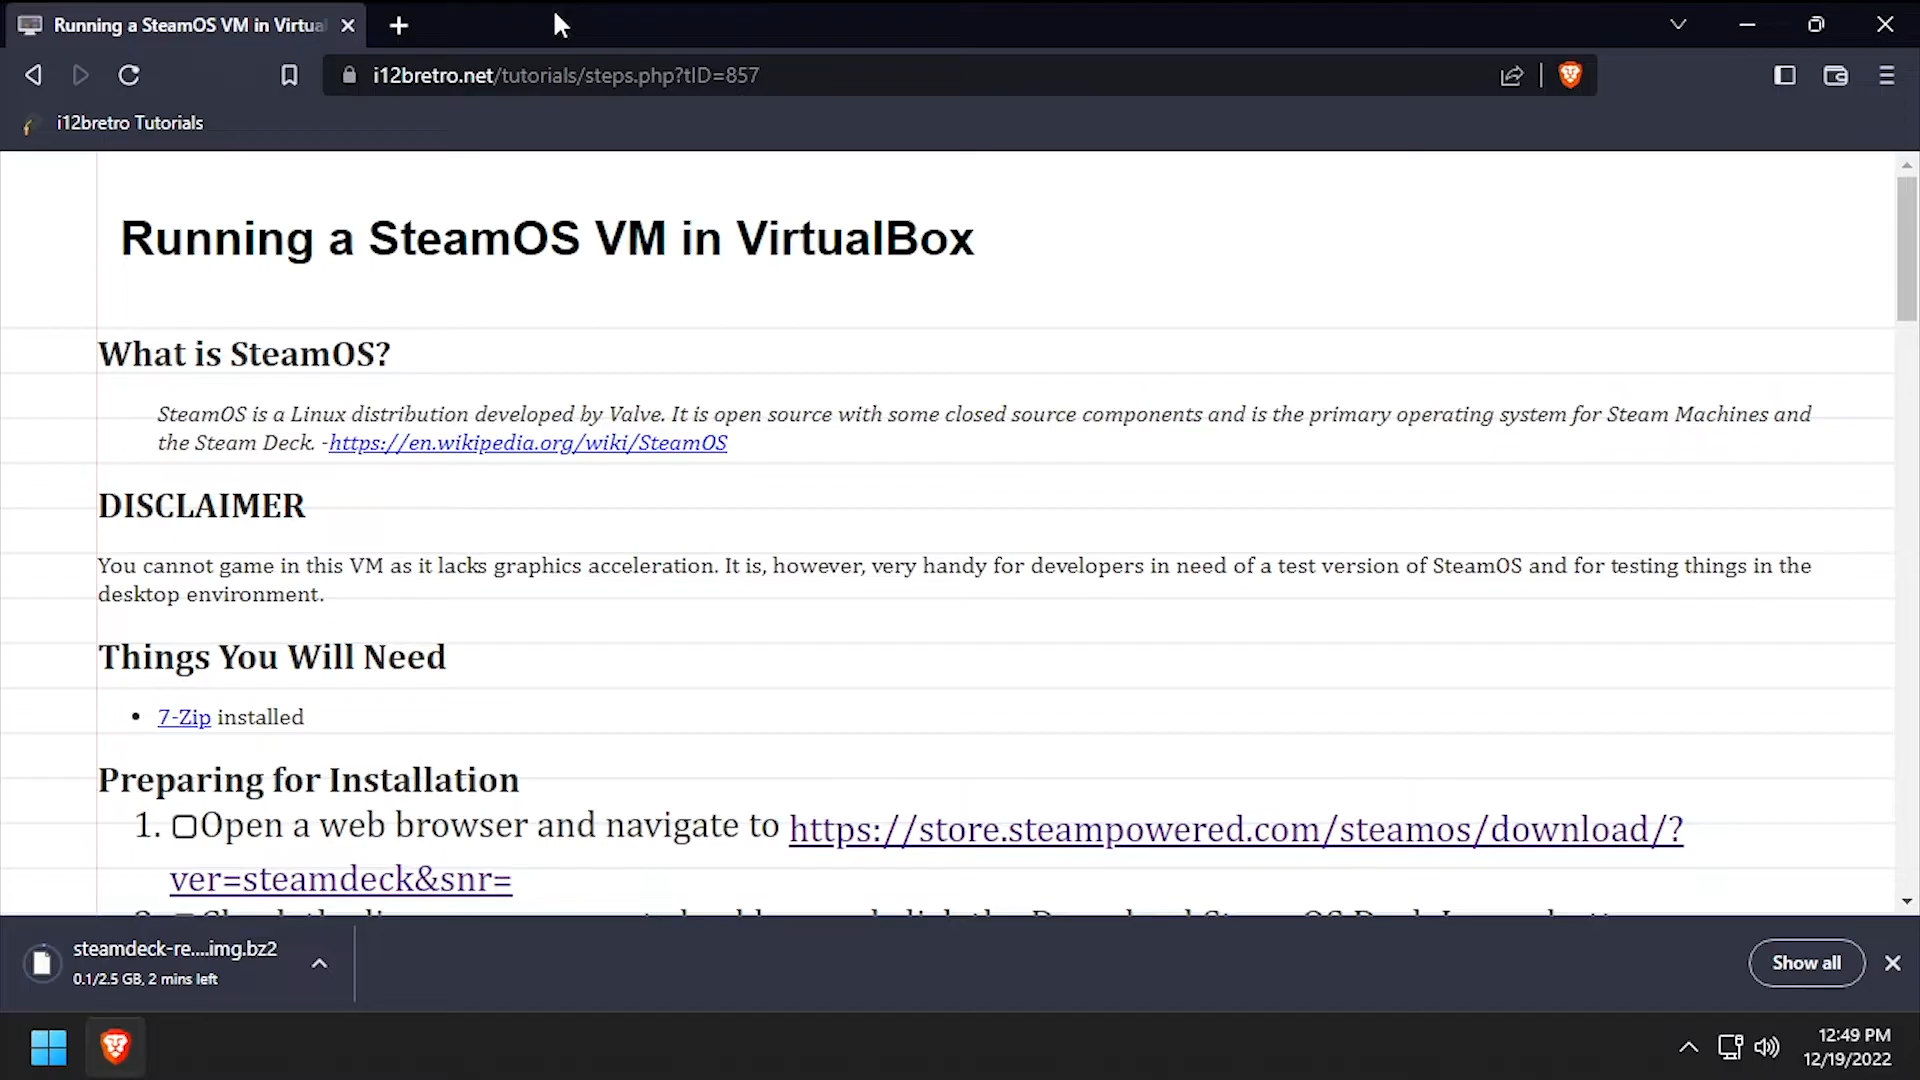 Running a SteamOS VM in Virtua
i12bretro.net/tutorials/steps.php?tID=857
i12bretro Tutorials
Running a SteamOS VM in VirtualBox
What is SteamOS?
SteamOS is a Linux distribution developed by Valve. It is open source with some closed source components and is the primary operating system for Steam Machines and
the Steam Deck. -https://en.wikipedia.org/wiki/SteamOS
DISCLAIMER
You cannot game in this VM as it lacks graphics acceleration. It is, however, very handy for developers in need of a test version of SteamOS and for testing things in the
desktop environment.
Things You Will Need
• 7-Zip installed
Preparing for Installation
1. Open a web browser and navigate to https://store.steampowered.com/steamos/download/?
ver=steamdeck&snr=
steamdeck-re....img.bz2
0.1/2.5 GB, 2 mins left
Show all
12:49 PM
12/19/2022